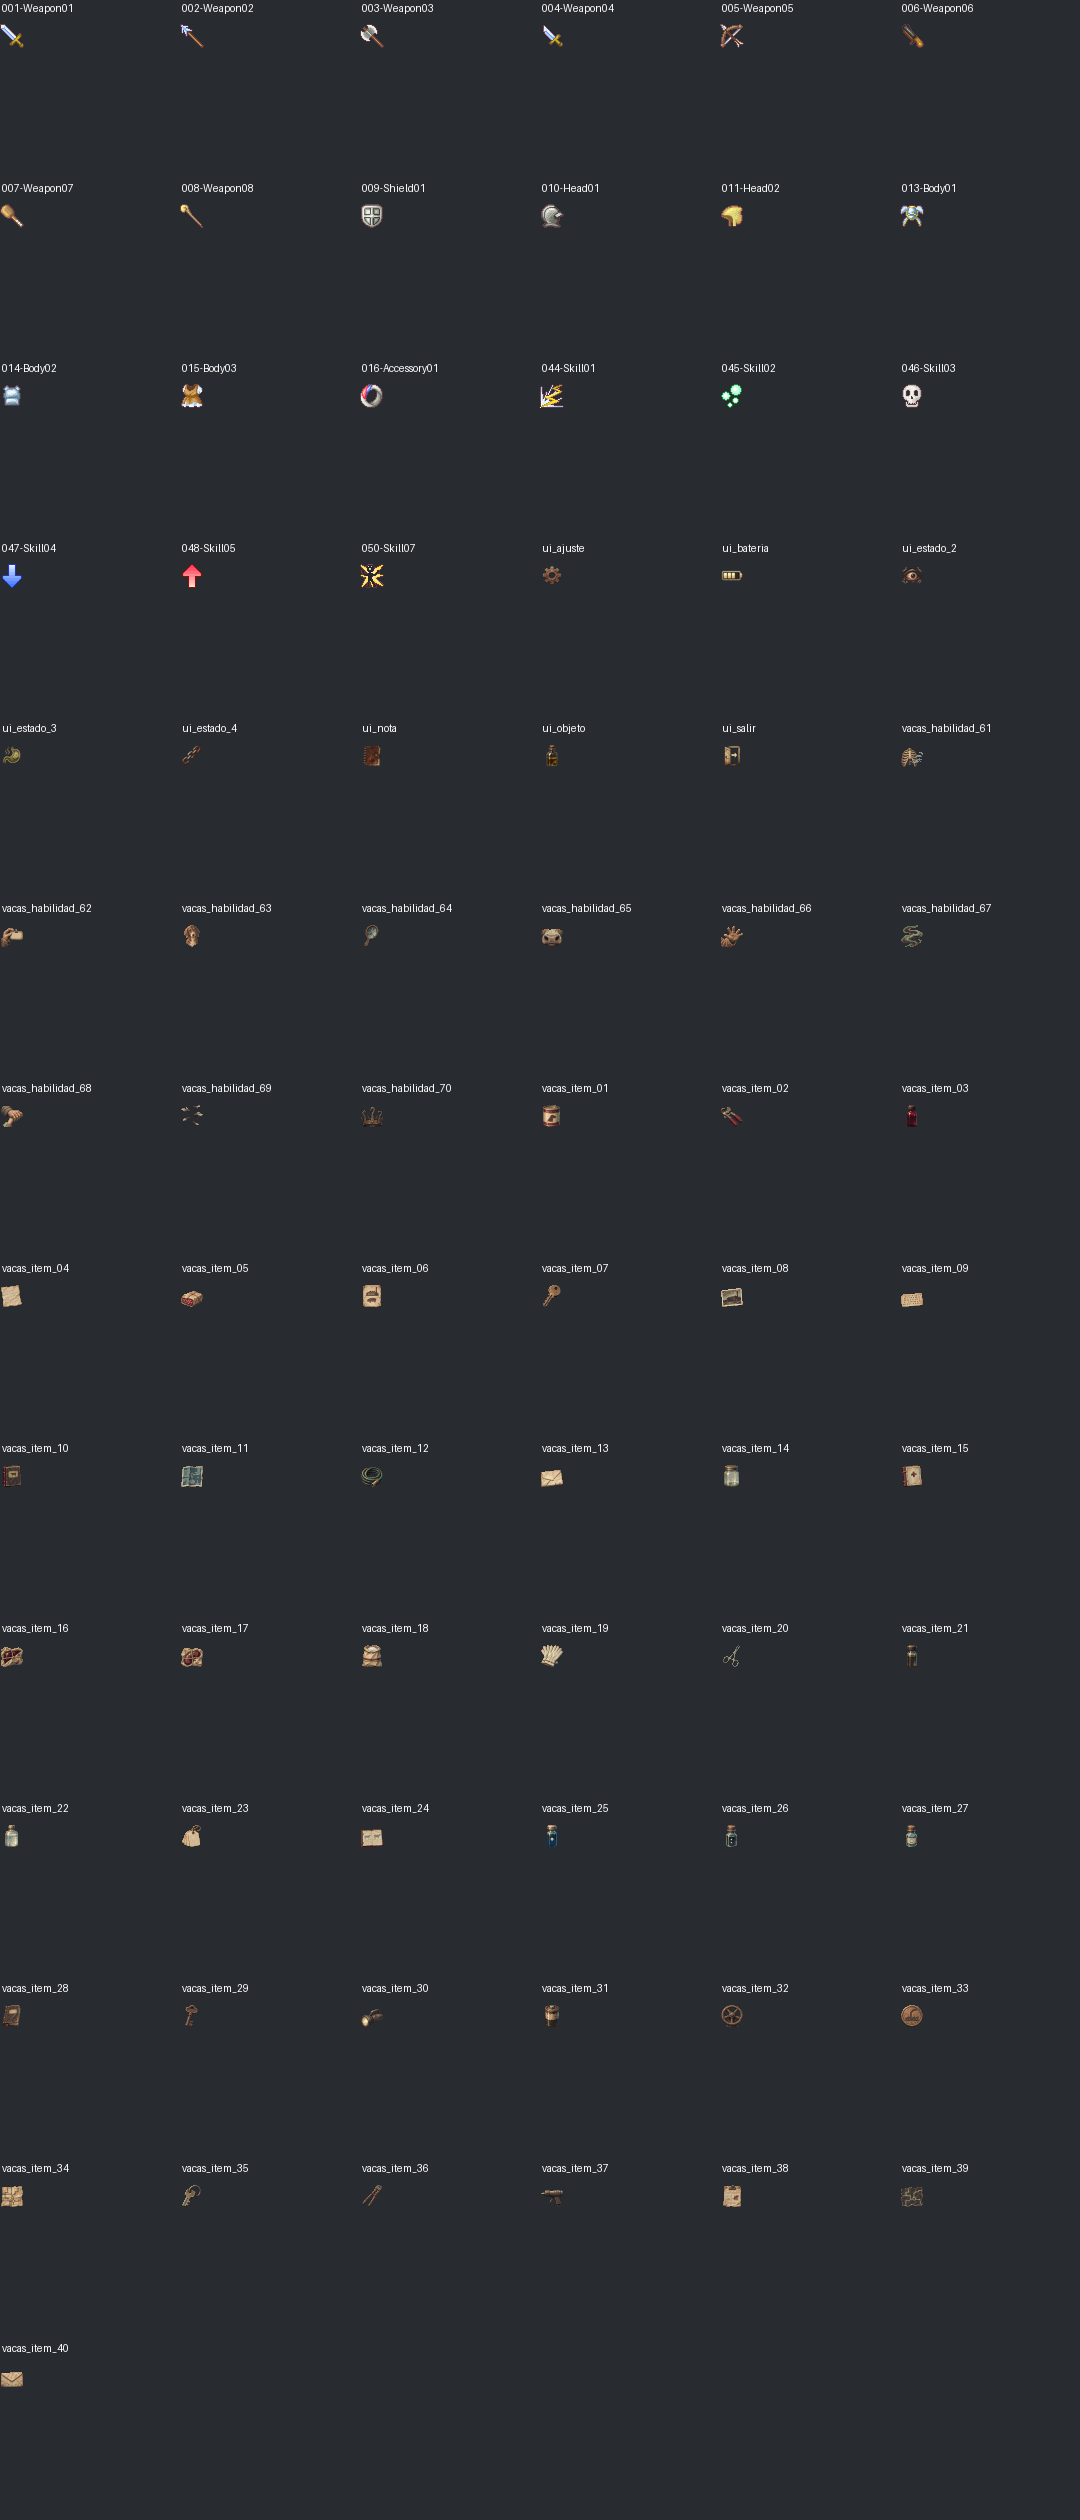 001-Weapon01 002-Weapon02 003-Weapon03 004-Weapon04 005-Weapon05 006-Weapon06
007-Weapon07 008-Weapon08 009-Shield01 010-Head01 011-Head02 013-Body01
014-Body02 015-Body03 016-Accessory01 044-Skill01 045-Skill02 046-Skill03
047-Skill04 048-Skill05 050-Skill07 ui_ajuste ui_bateria ui_estado_2
ui_estado_3 ui_estado_4 ui_nota ui_objeto ui_salir vacas_habilidad_61
vacas_habilidad_62 vacas_habilidad_63 vacas_habilidad_64 vacas_habilidad_65 vacas_habilidad_66 vacas_habilidad_67
vacas_habilidad_68 vacas_habilidad_69 vacas_habilidad_70 vacas_item_01 vacas_item_02 vacas_item_03
vacas_item_04 vacas_item_05 vacas_item_06 vacas_item_07 vacas_item_08 vacas_item_09
vacas_item_10 vacas_item_11 vacas_item_12 vacas_item_13 vacas_item_14 vacas_item_15
vacas_item_16 vacas_item_17 vacas_item_18 vacas_item_19 vacas_item_20 vacas_item_21
vacas_item_22 vacas_item_23 vacas_item_24 vacas_item_25 vacas_item_26 vacas_item_27
vacas_item_28 vacas_item_29 vacas_item_30 vacas_item_31 vacas_item_32 vacas_item_33
vacas_item_34 vacas_item_35 vacas_item_36 vacas_item_37 vacas_item_38 vacas_item_39
vacas_item_40